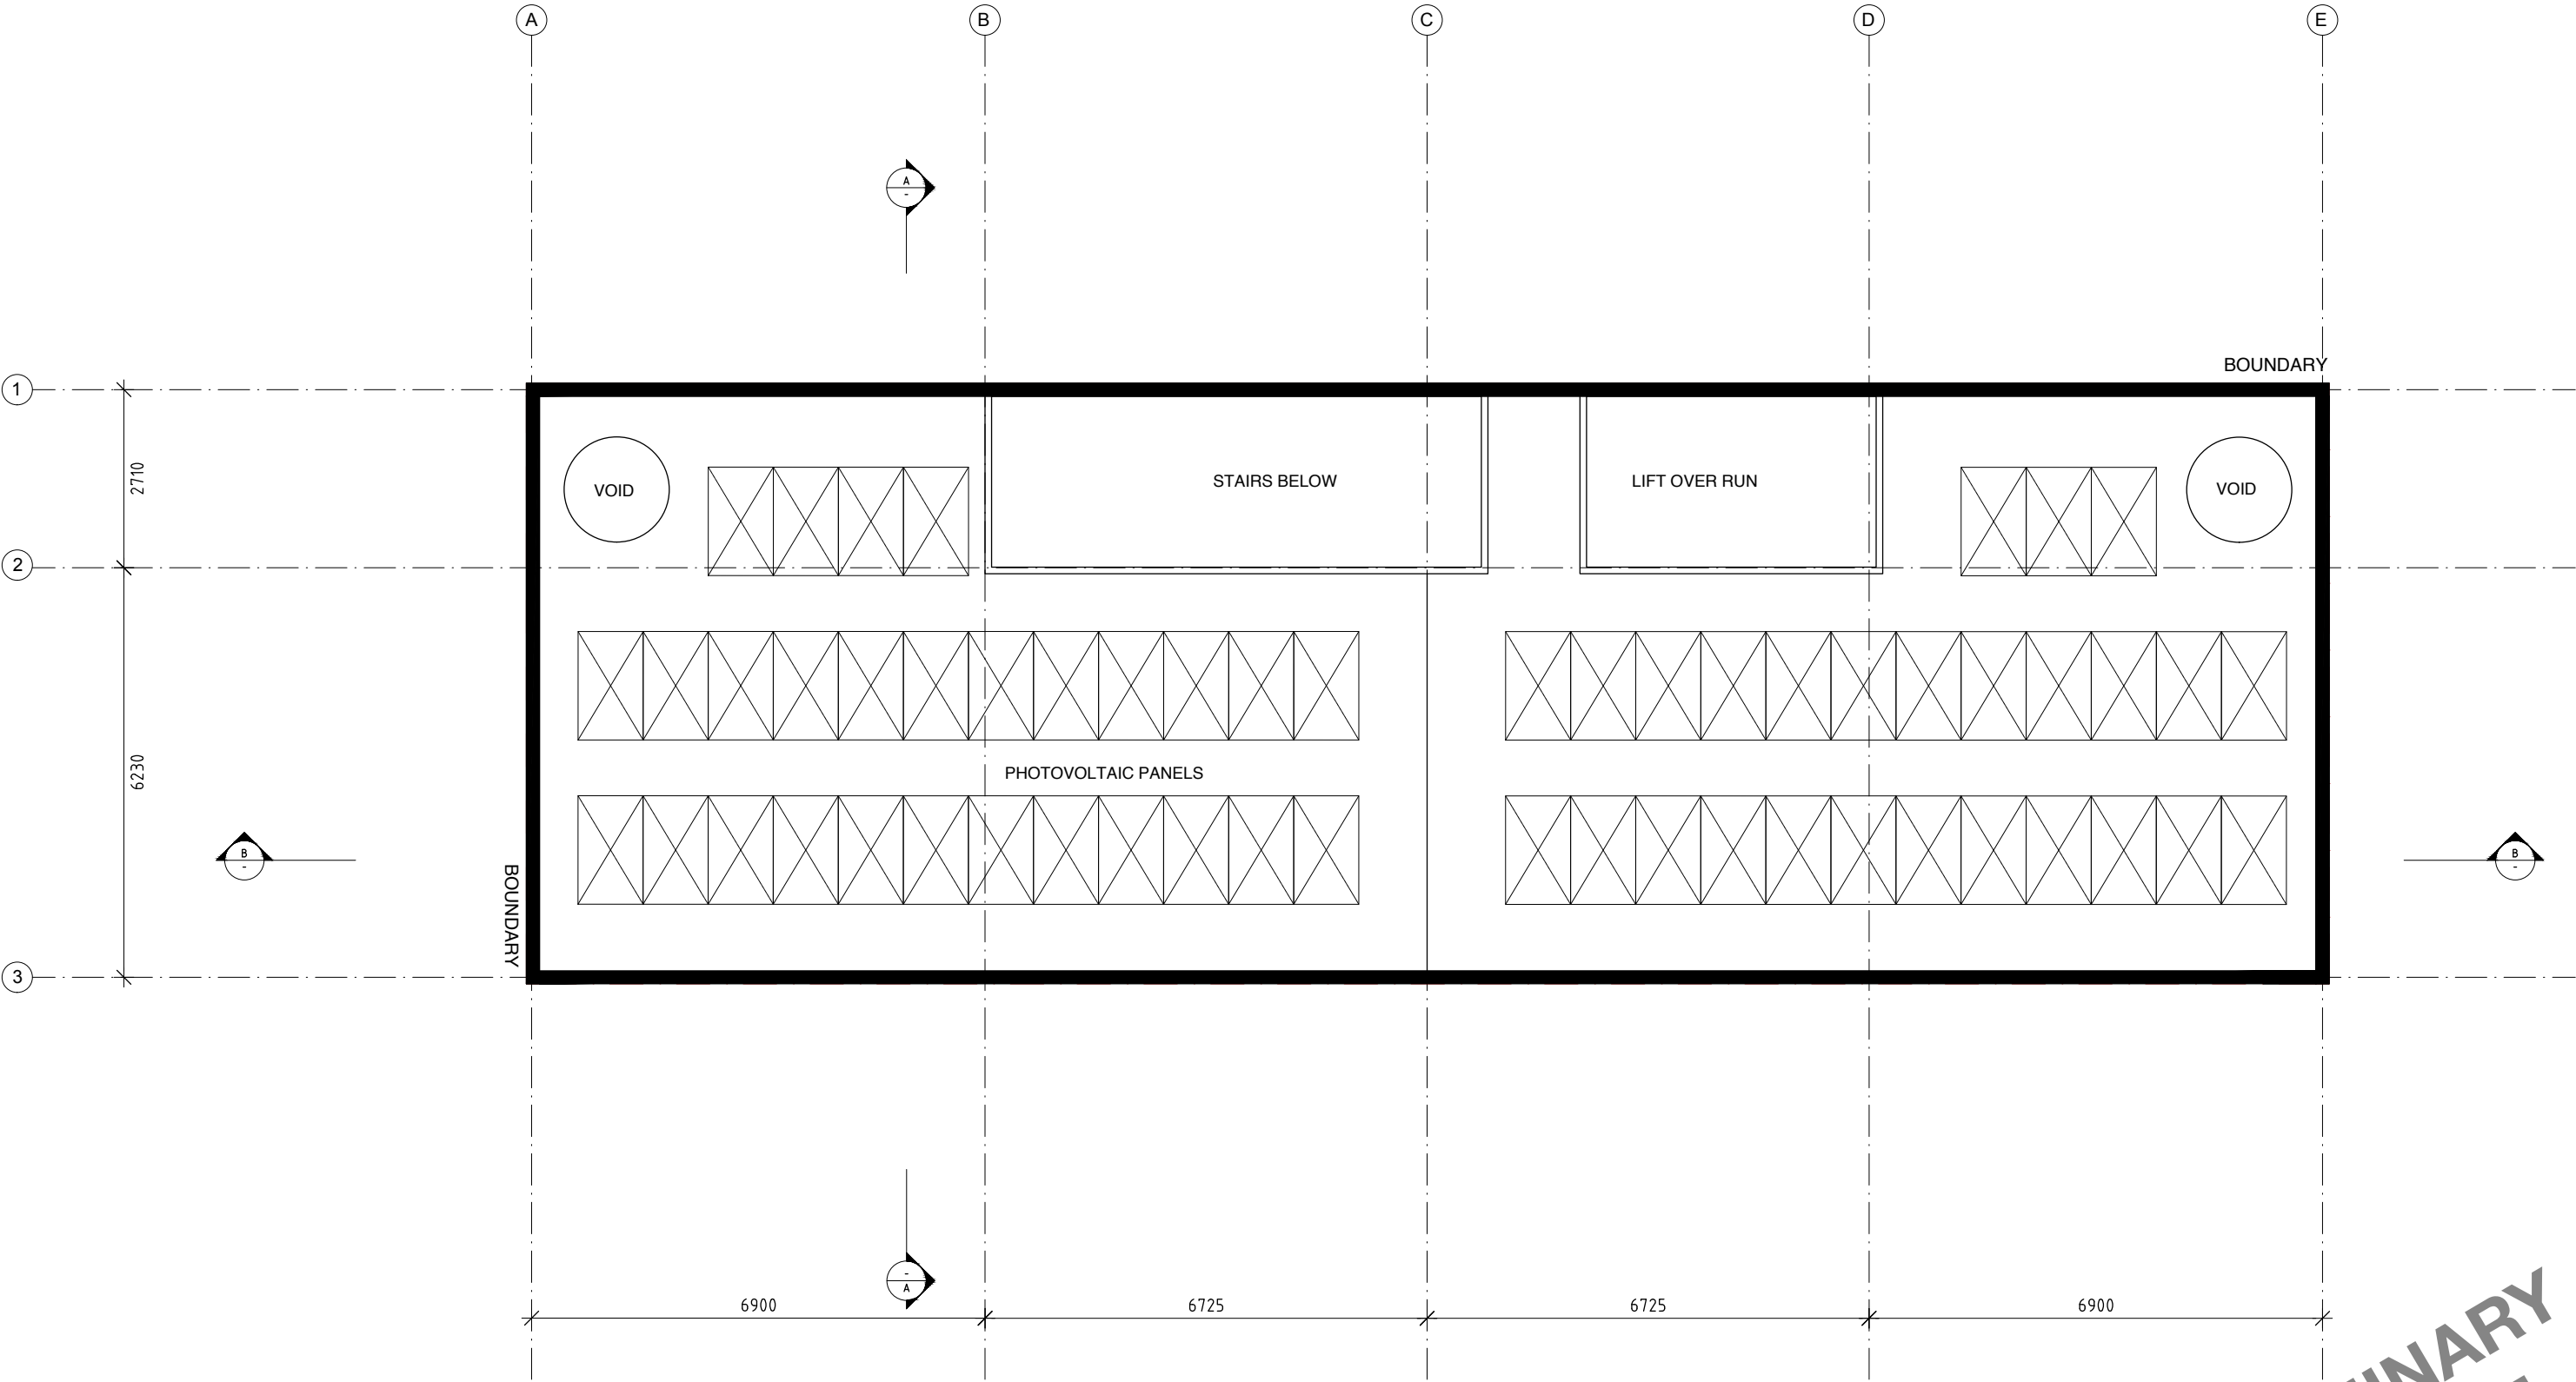 A
B
C
D
E
A
-
BOUNDARY
1
2710
VOID
STAIRS BELOW
LIFT OVER RUN
VOID
2
6230
PHOTOVOLTAIC PANELS
B
-
B
-
BOUNDARY
3
-
A
6900
6725
6725
6900